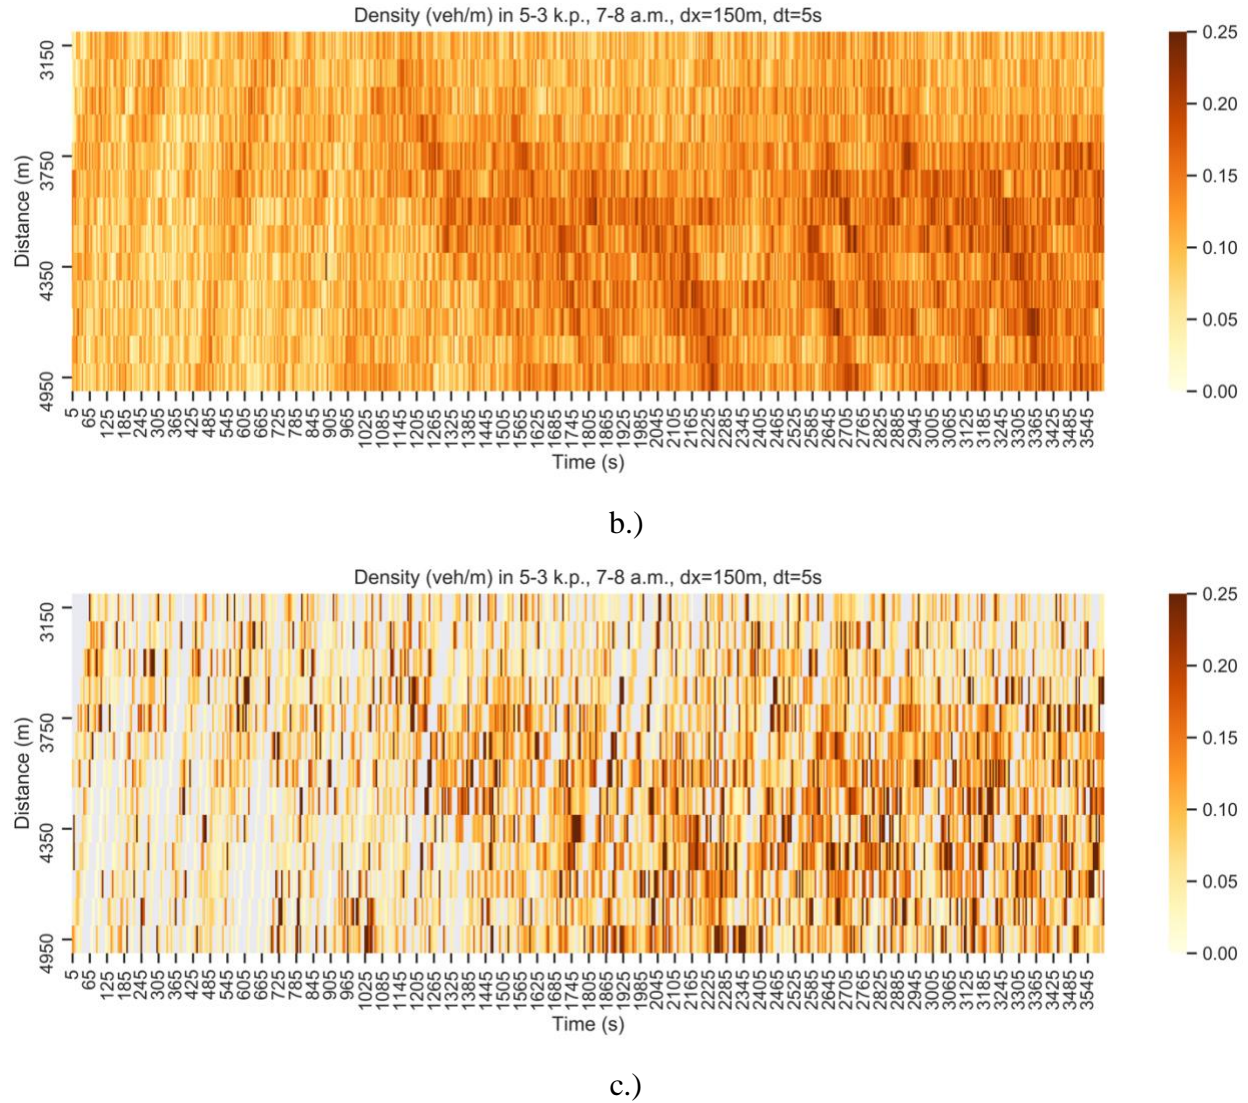 Density (veh/m) in 5-3 k.p., 7-8 a.m., dx=150m, dt=5s
Distance (m)
3150
3750
4350
4950
5 65 125 185 245 305 365 425 485 545 605 665 725 785 845 905 965 1025 1085 1145 1205 1265 1325 1385 1445 1505 1565 1625 1685 1745 1805 1865 1925 1985 2045 2105 2165 2225 2285 2345 2405 2465 2525 2585 2645 2705 2765 2825 2885 2945 3005 3065 3125 3185 3245 3305 3365 3425 3485 3545
Time (s)
0.25
0.20
0.15
0.10
0.05
0.00
b.)
Density (veh/m) in 5-3 k.p., 7-8 a.m., dx=150m, dt=5s
Distance (m)
3150
3750
4350
4950
5 65 125 185 245 305 365 425 485 545 605 665 725 785 845 905 965 1025 1085 1145 1205 1265 1325 1385 1445 1505 1565 1625 1685 1745 1805 1865 1925 1985 2045 2105 2165 2225 2285 2345 2405 2465 2525 2585 2645 2705 2765 2825 2885 2945 3005 3065 3125 3185 3245 3305 3365 3425 3485 3545
Time (s)
0.25
0.20
0.15
0.10
0.05
0.00
c.)